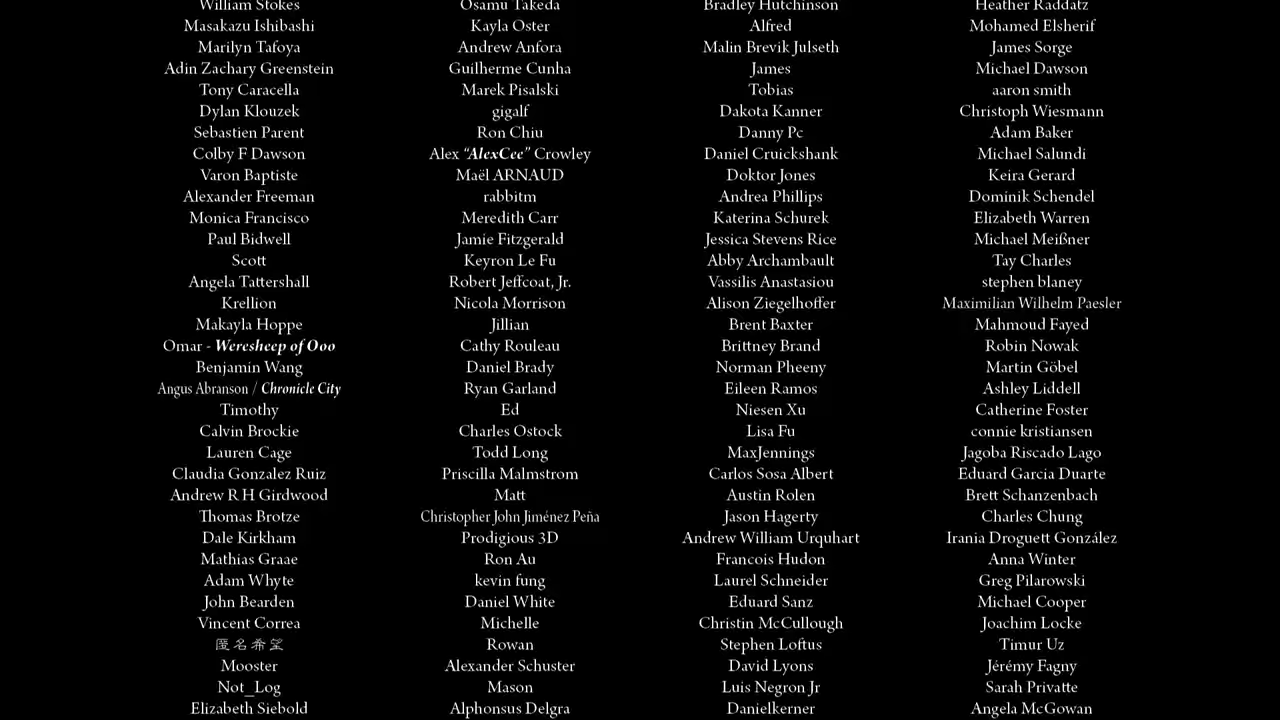 William Stokes
Masakazu Ishibashi
Marilyn Tafoya
Adin Zachary Greenstein
Tony Caracella
Dylan Klouzek
Sebastien Parent
Colby F Dawson
Varon Baptiste
Alexander Freeman
Monica Francisco
Paul Bidwell
Scott
Angela Tattershall
Krellion
Makayla Hoppe
Omar - Weresheep of Ooo
Benjamin Wang
Angus Abranson / Chronicle City
Timothy
Calvin Brockie
Lauren Cage
Claudia Gonzalez Ruiz
Andrew R H Girdwood
Thomas Brotze
Dale Kirkham
Mathias Graae
Adam Whyte
John Bearden
Vincent Correa
匿名希望
Mooster
Not_Log
Elizabeth Siebold
Osamu Takeda
Kayla Oster
Andrew Anfora
Guilherme Cunha
Marek Pisalski
gigalf
Ron Chiu
Alex “AlexCee” Crowley
Maël ARNAUD
rabbitm
Meredith Carr
Jamie Fitzgerald
Keyron Le Fu
Robert Jeffcoat, Jr.
Nicola Morrison
Jillian
Cathy Rouleau
Daniel Brady
Ryan Garland
Ed
Charles Ostock
Todd Long
Priscilla Malmstrom
Matt
Christopher John Jiménez Peña
Prodigious 3D
Ron Au
kevin fung
Daniel White
Michelle
Rowan
Alexander Schuster
Mason
Alphonsus Delgra
Bradley Hutchinson
Alfred
Malin Brevik Julseth
James
Tobias
Dakota Kanner
Danny Pc
Daniel Cruickshank
Doktor Jones
Andrea Phillips
Katerina Schurek
Jessica Stevens Rice
Abby Archambault
Vassilis Anastasiou
Alison Ziegelhoffer
Brent Baxter
Brittney Brand
Norman Pheeny
Eileen Ramos
Niesen Xu
Lisa Fu
MaxJennings
Carlos Sosa Albert
Austin Rolen
Jason Hagerty
Andrew William Urquhart
Francois Hudon
Laurel Schneider
Eduard Sanz
Christin McCullough
Stephen Loftus
David Lyons
Luis Negron Jr
Danielkerner
Heather Raddatz
Mohamed Elsherif
James Sorge
Michael Dawson
aaron smith
Christoph Wiesmann
Adam Baker
Michael Salundi
Keira Gerard
Dominik Schendel
Elizabeth Warren
Michael Meißner
Tay Charles
stephen blaney
Maximilian Wilhelm Paesler
Mahmoud Fayed
Robin Nowak
Martin Göbel
Ashley Liddell
Catherine Foster
connie kristiansen
Jagoba Riscado Lago
Eduard Garcia Duarte
Brett Schanzenbach
Charles Chung
Irania Droguett González
Anna Winter
Greg Pilarowski
Michael Cooper
Joachim Locke
Timur Uz
Jérémy Fagny
Sarah Privatte
Angela McGowan